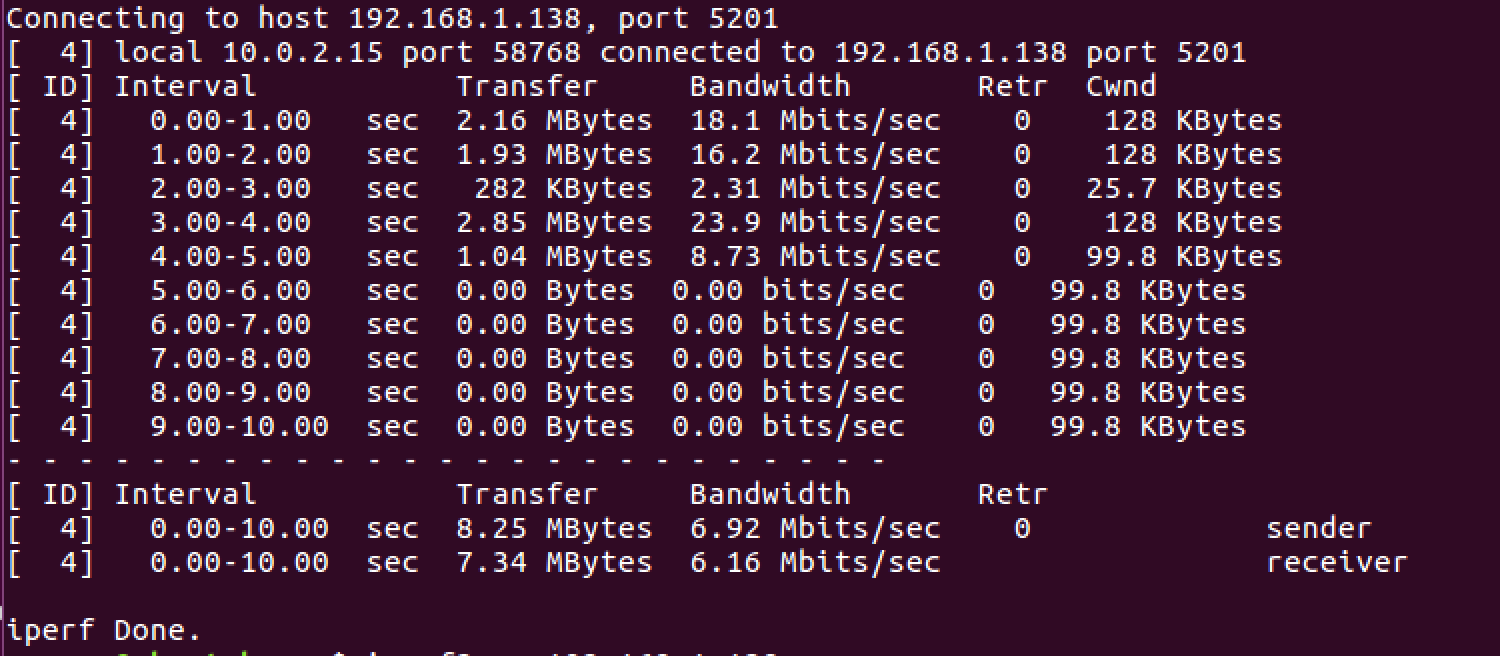 Connecting to host 192.168.1.138, port 5201
[  4] local 10.0.2.15 port 58768 connected to 192.168.1.138 port 5201
[ ID] Interval           Transfer     Bandwidth       Retr  Cwnd
[  4]   0.00-1.00   sec  2.16 MBytes  18.1 Mbits/sec    0    128 KBytes
[  4]   1.00-2.00   sec  1.93 MBytes  16.2 Mbits/sec    0    128 KBytes
[  4]   2.00-3.00   sec   282 KBytes  2.31 Mbits/sec    0   25.7 KBytes
[  4]   3.00-4.00   sec  2.85 MBytes  23.9 Mbits/sec    0    128 KBytes
[  4]   4.00-5.00   sec  1.04 MBytes  8.73 Mbits/sec    0   99.8 KBytes
[  4]   5.00-6.00   sec  0.00 Bytes  0.00 bits/sec    0   99.8 KBytes
[  4]   6.00-7.00   sec  0.00 Bytes  0.00 bits/sec    0   99.8 KBytes
[  4]   7.00-8.00   sec  0.00 Bytes  0.00 bits/sec    0   99.8 KBytes
[  4]   8.00-9.00   sec  0.00 Bytes  0.00 bits/sec    0   99.8 KBytes
[  4]   9.00-10.00  sec  0.00 Bytes  0.00 bits/sec    0   99.8 KBytes
- - - - - - - - - - - - - - - - - - - - - - - - -
[ ID] Interval           Transfer     Bandwidth       Retr
[  4]   0.00-10.00  sec  8.25 MBytes  6.92 Mbits/sec    0             sender
[  4]   0.00-10.00  sec  7.34 MBytes  6.16 Mbits/sec                  receiver
iperf Done.